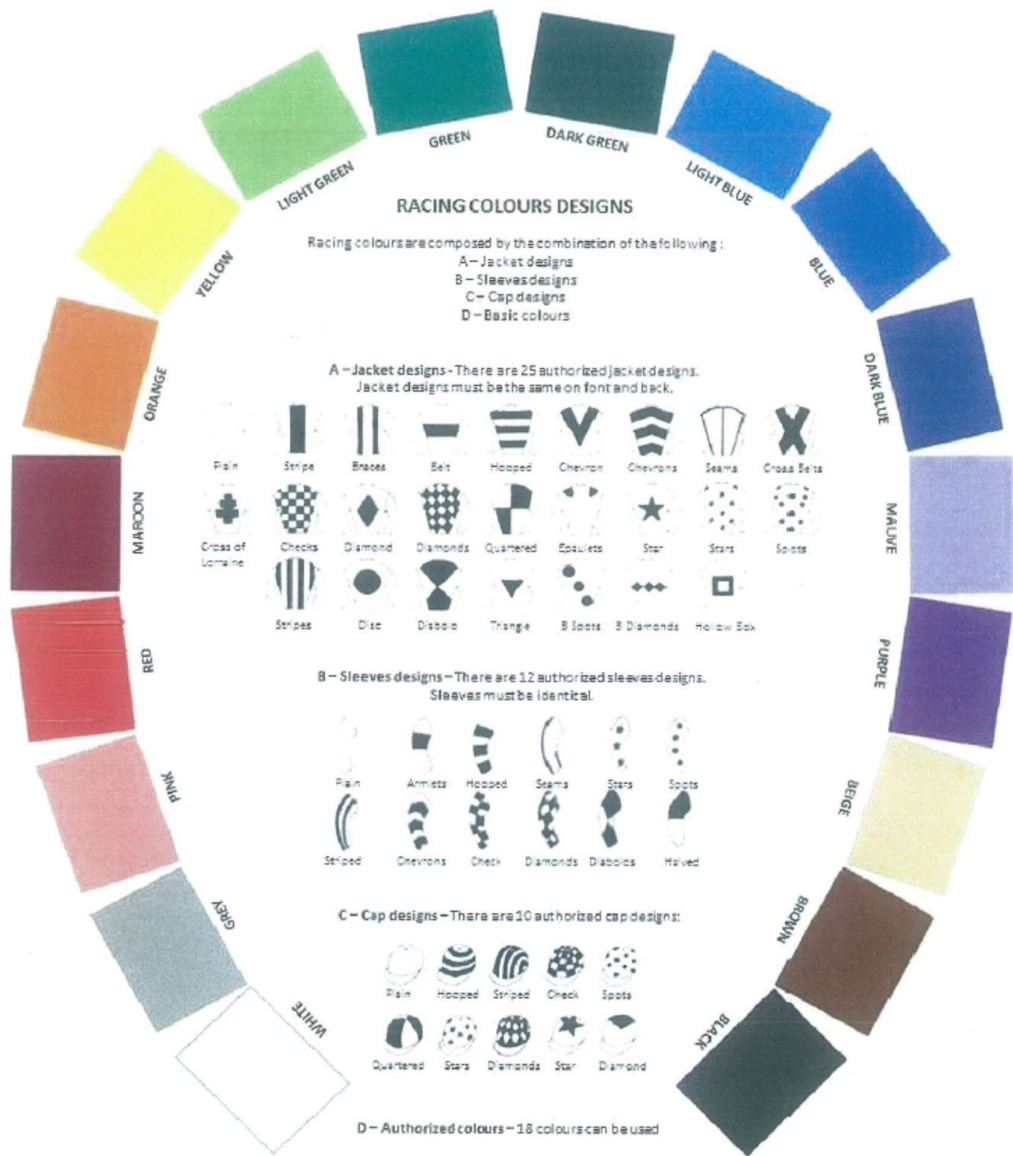 GREEN
DARK GREEN
LIGHT GREEN
LIGHT BLUE
YELLOW
BLUE
ORANGE
DARK BLUE
MAROON
MAUVE
RED
PURPLE
PINK
BEIGE
GREY
BROWN
WHITE
BLACK
RACING COLOURS DESIGNS
Racing colours are composed by the combination of the following :
A – Jacket designs
B – Sleeves designs
C – Cap designs
D – Basic colours
A – Jacket designs - There are 25 authorized jacket designs.
Jacket designs must be the same on font and back.
Plain Stripe Braces Belt Hooped Chevron Chevrons Seams Cross Belts
Cross of Lorraine Checks Diamond Diamonds Quartered Epaulets Star Stars Spots
Stripes Disc Diabolo Triangle 3 Spots 3 Diamonds Hollow Box
B – Sleeves designs – There are 12 authorized sleeves designs.
Sleeves must be identical.
Plain Armlets Hooped Seams Stars Spots
Striped Chevrons Check Diamonds Diabolos Halved
C – Cap designs – There are 10 authorized cap designs:
Plain Hooped Striped Check Spots
Quartered Stars Diamonds Star Diamond
D – Authorized colours – 18 colours can be used